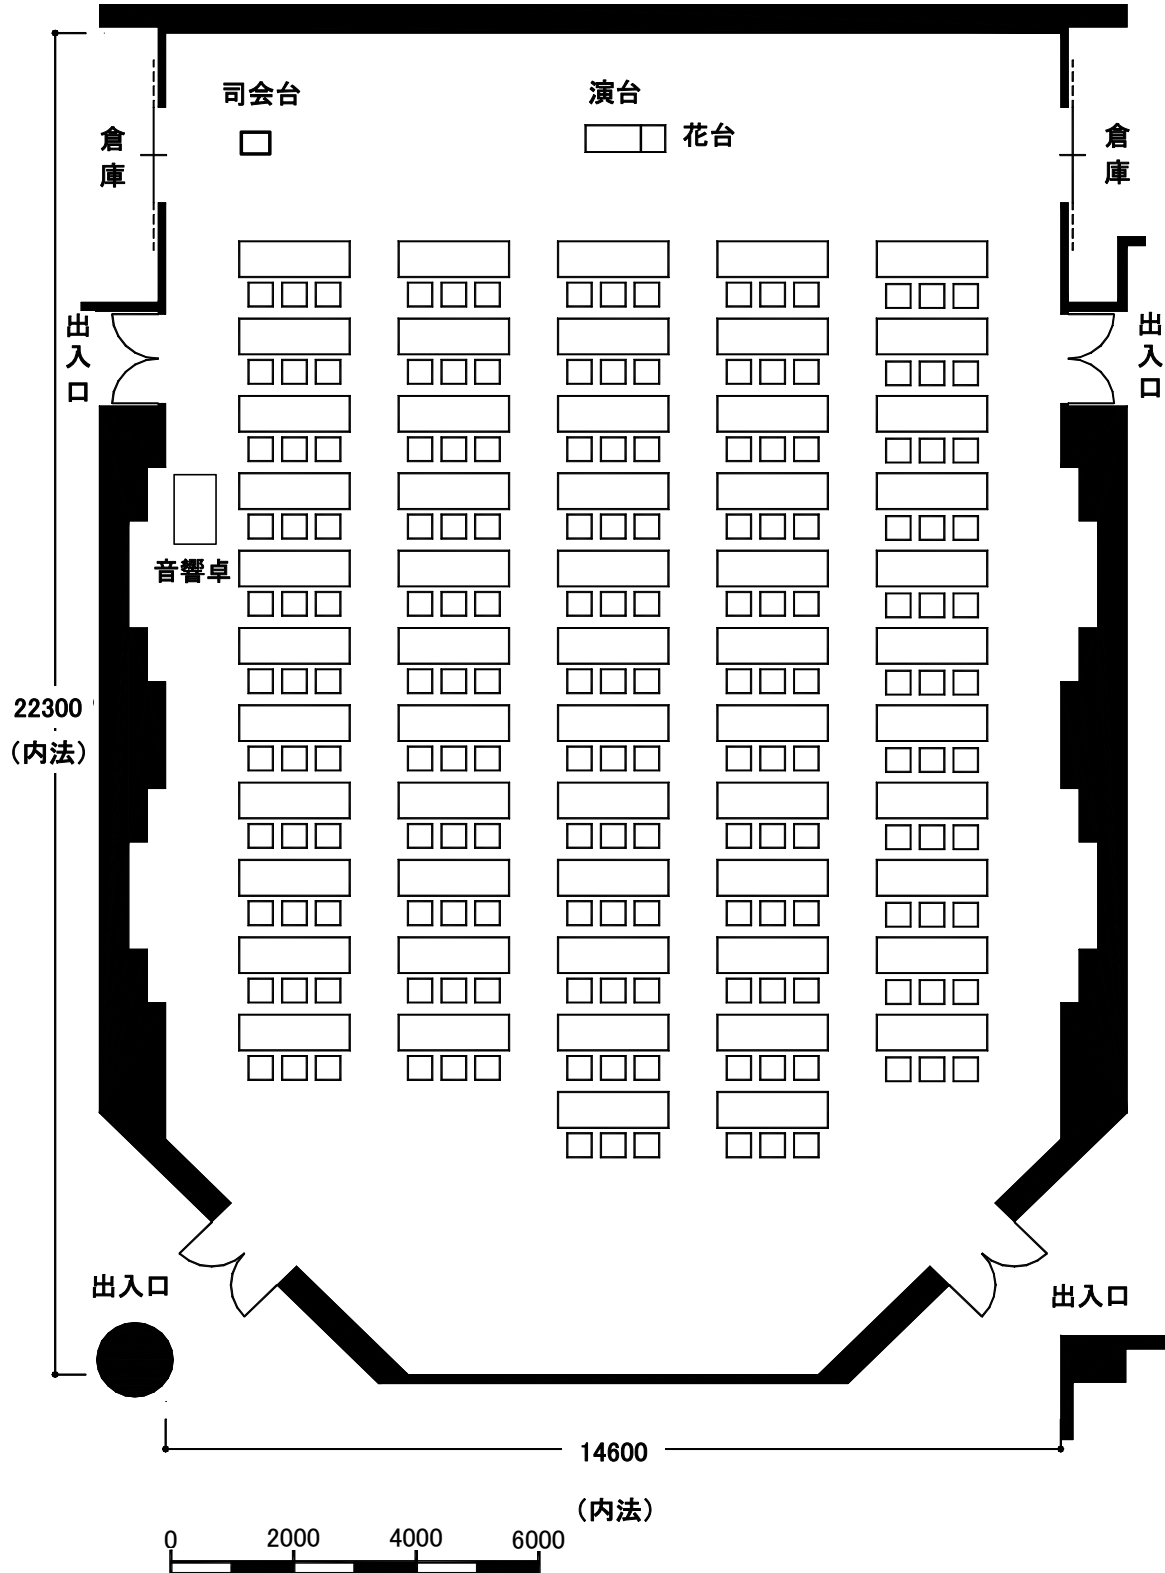 司会台
演台
花台
倉庫
倉庫
出入口
出入口
音響卓
22300
（内法）
出入口
出入口
14600
（内法）
0 2000 4000 6000